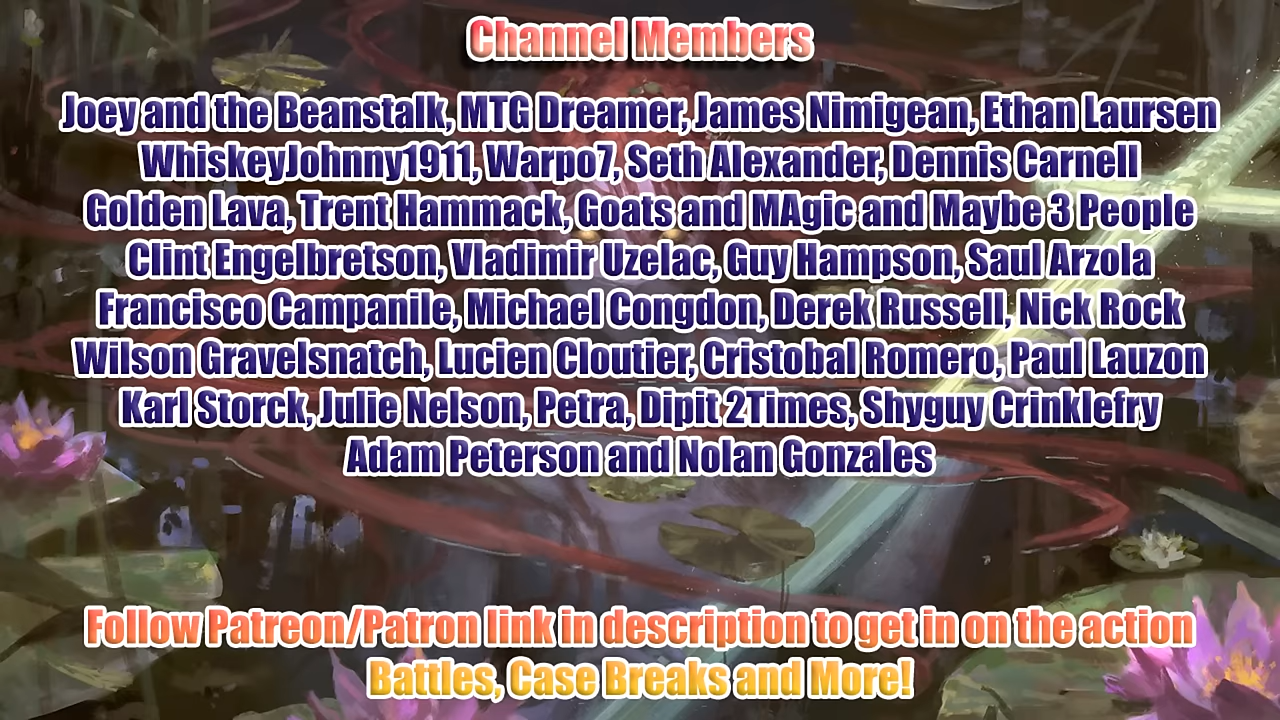 Channel Members
Joey and the Beanstalk, MTG Dreamer, James Nimigean, Ethan Laursen
WhiskeyJohnny1911, Warpo7, Seth Alexander, Dennis Carnell
Golden Lava, Trent Hammack, Goats and MAgic and Maybe 3 People
Clint Engelbretson, Vladimir Uzelac, Guy Hampson, Saul Arzola
Francisco Campanile, Michael Congdon, Derek Russell, Nick Rock
Wilson Gravelsnatch, Lucien Cloutier, Cristobal Romero, Paul Lauzon
Karl Storck, Julie Nelson, Petra, Dipit 2Times, Shyguy Crinklefry
Adam Peterson and Nolan Gonzales
Follow Patreon/Patron link in description to get in on the action
Battles, Case Breaks and More!